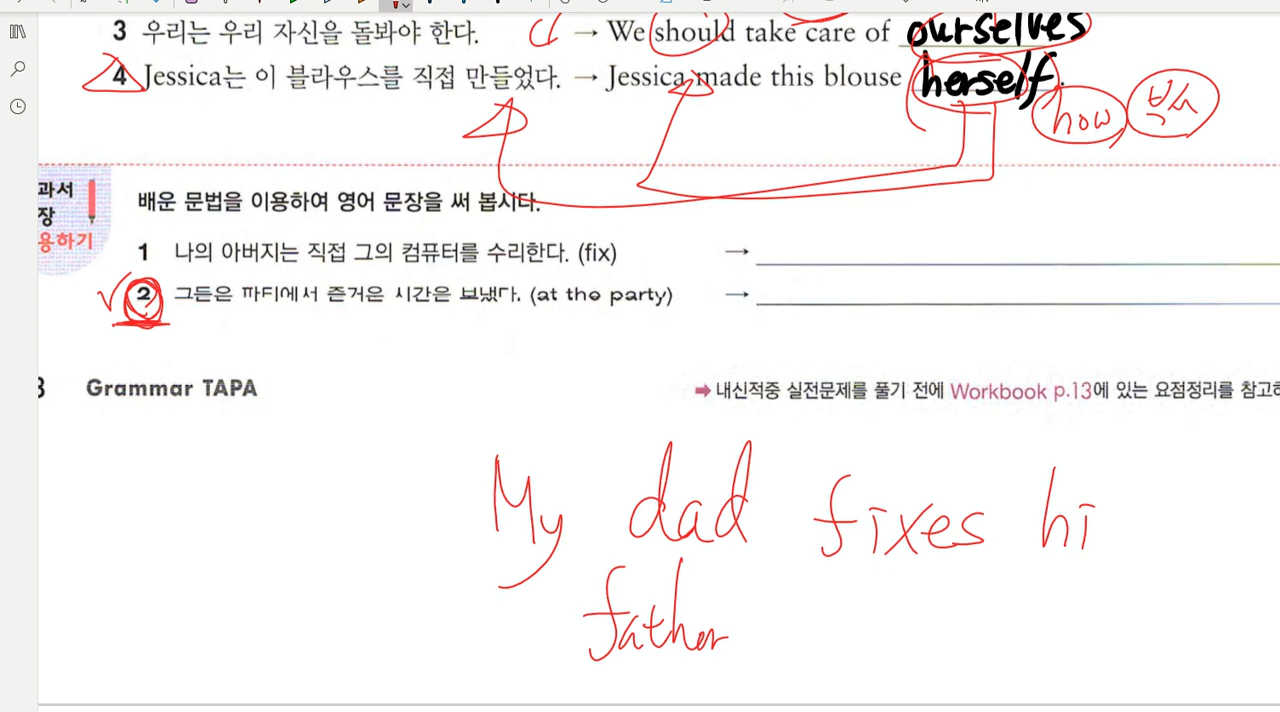 3 우리는 우리 자신을 돌봐야 한다. → We should take care of ourselves
4 Jessica는 이 블라우스를 직접 만들었다. → Jessica made this blouse herself.
how, 부사
과서
장
용하기
배운 문법을 이용하여 영어 문장을 써 봅시다.
1 나의 아버지는 직접 그의 컴퓨터를 수리한다. (fix) →
2 그들은 파티에서 즐거운 시간을 보냈다. (at the party) →
Grammar TAPA
➡ 내신적중 실전문제를 풀기 전에 Workbook p.13에 있는 요점정리를 참고하
My dad fixes hi
father